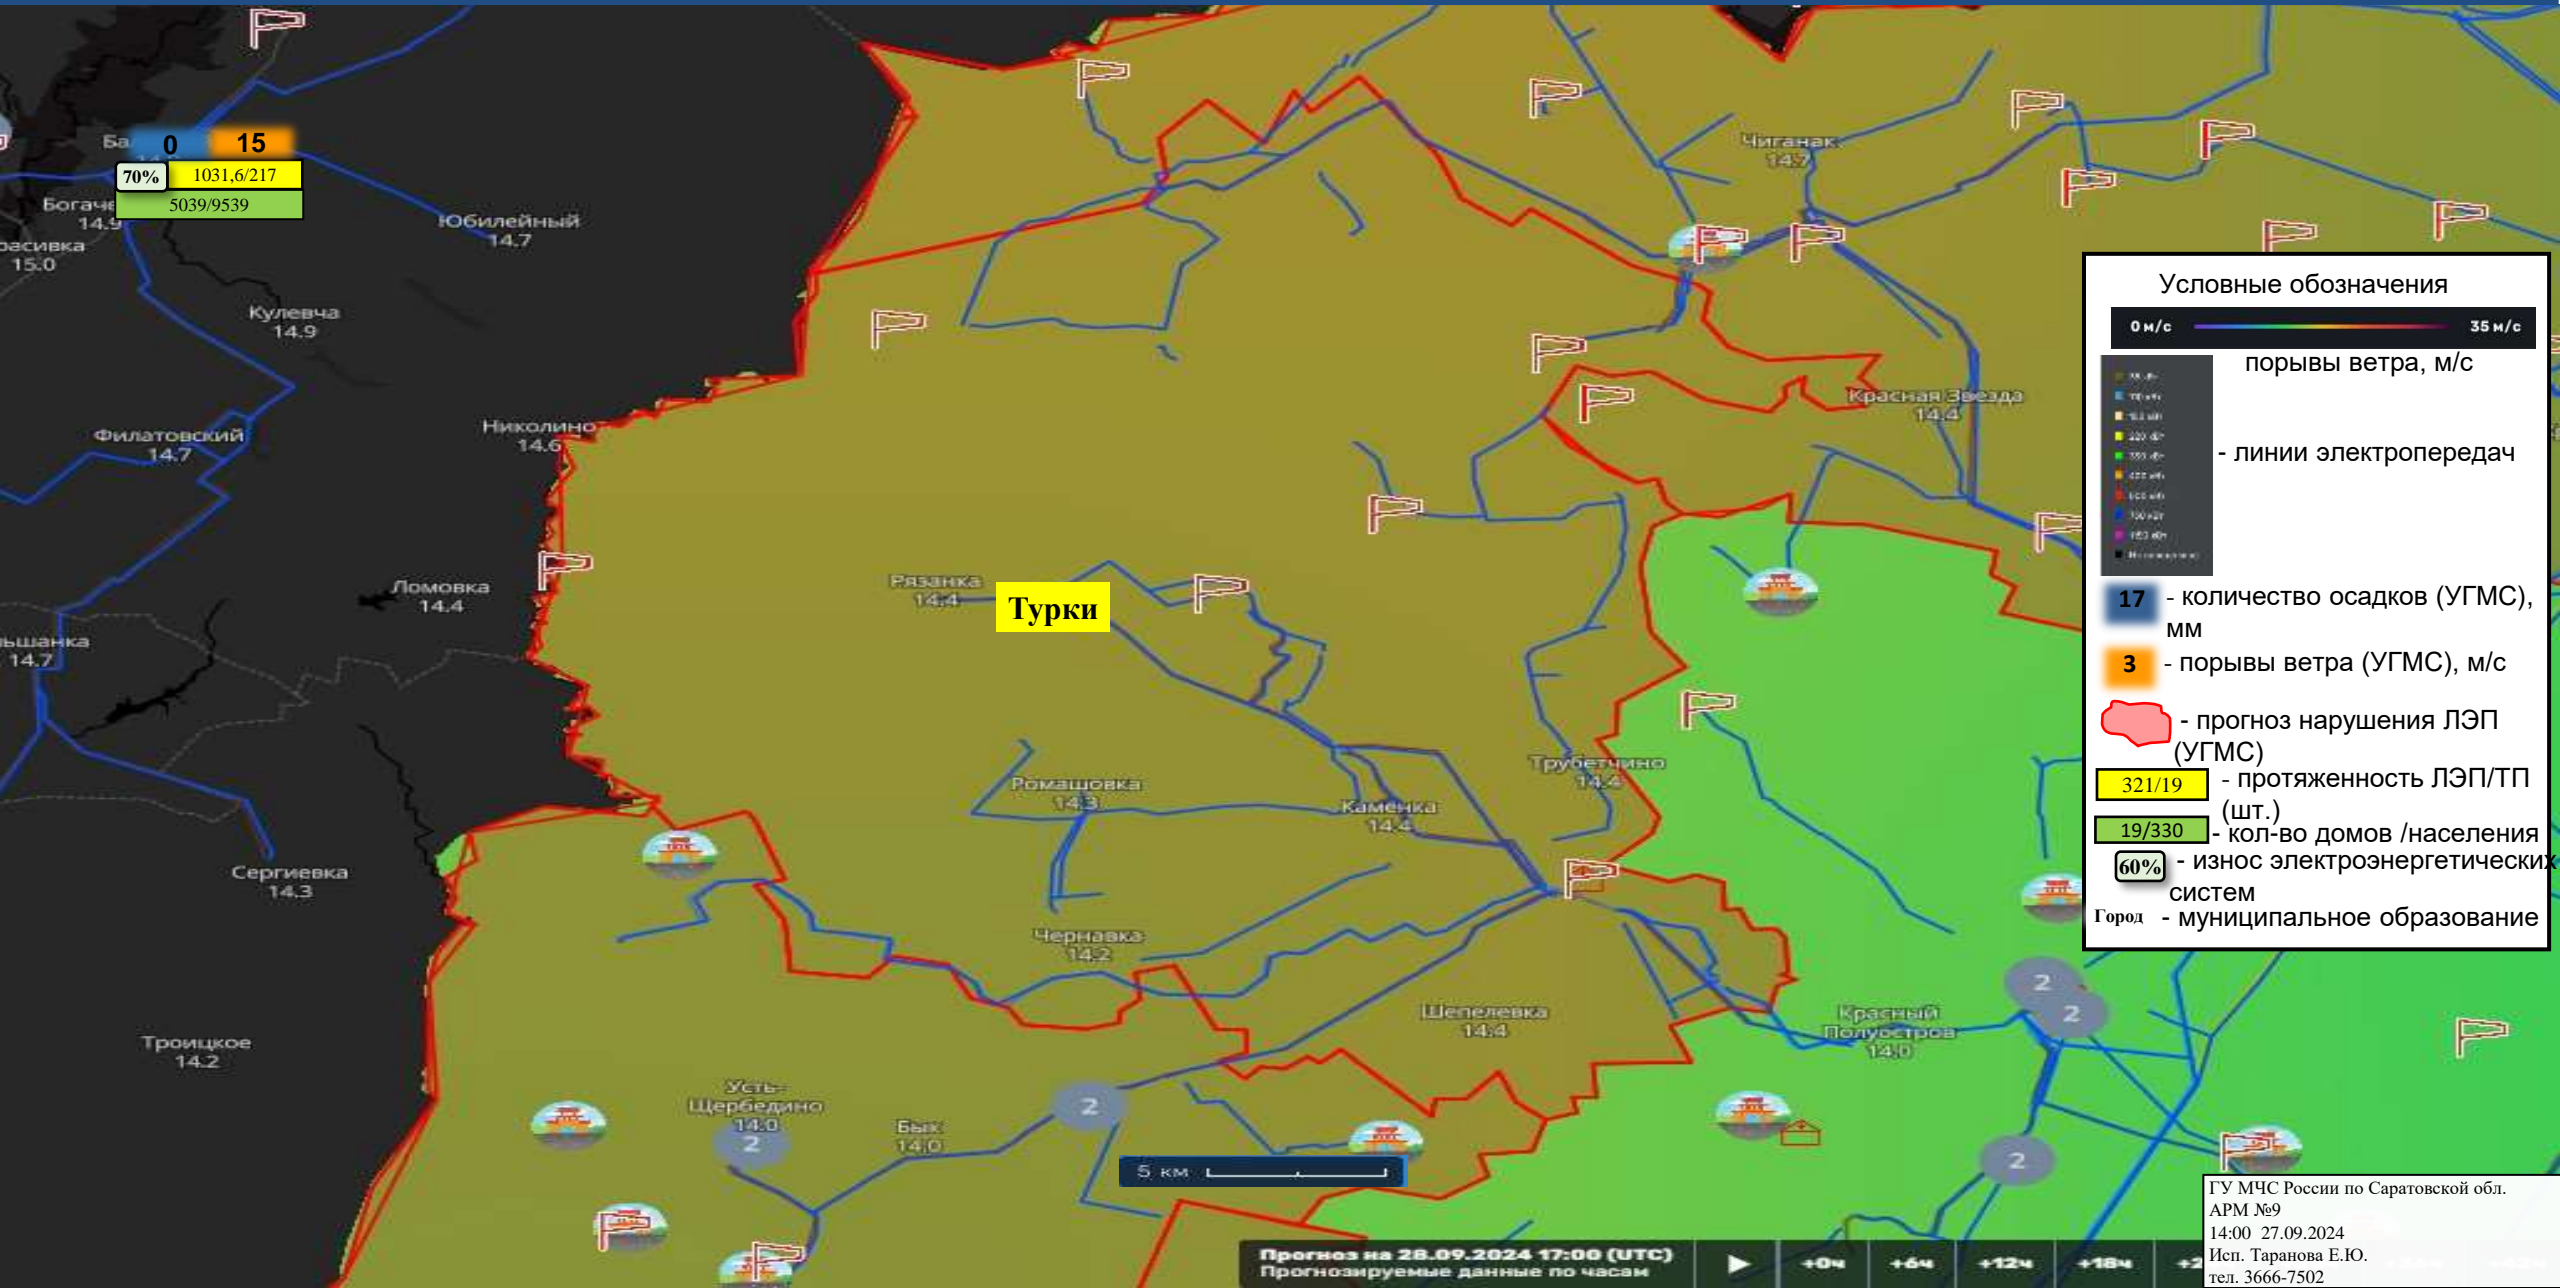 0
15
70%
1031,6/217
5039/9539
14.9
15.0
Юбилейный
14.7
Кулевча
14.9
Филатовский
14.7
Николино
14.6
Ломовка
14.4
14.7
Сергиевка
14.3
Троицкое
14.2
Чиганак
14.7
Красная Звезда
14.4
Рязанка
14.4
Турки
Трубетчино
14.4
Ромашовка
14.3
Каменка
14.4
Чернавка
14.2
Шепелевка
14.4
Красный
Полуостров
14.0
Усть-
Щербедино
14.0
2
Бык
14.0
2
2
2
2
5 км
Условные обозначения
0 м/с
35 м/с
порывы ветра, м/с
- линии электропередач
17 - количество осадков (УГМС),
мм
3 - порывы ветра (УГМС), м/с
- прогноз нарушения ЛЭП
(УГМС)
321/19 - протяженность ЛЭП/ТП
(шт.)
19/330 - кол-во домов /населения
60% - износ электроэнергетических
систем
Город - муниципальное образование
Прогноз на 28.09.2024 17:00 (UTC)
Прогнозируемые данные по часам
+0ч +6ч +12ч +18ч
ГУ МЧС России по Саратовской обл.
АРМ №9
14:00 27.09.2024
Исп. Таранова Е.Ю.
тел. 3666-7502